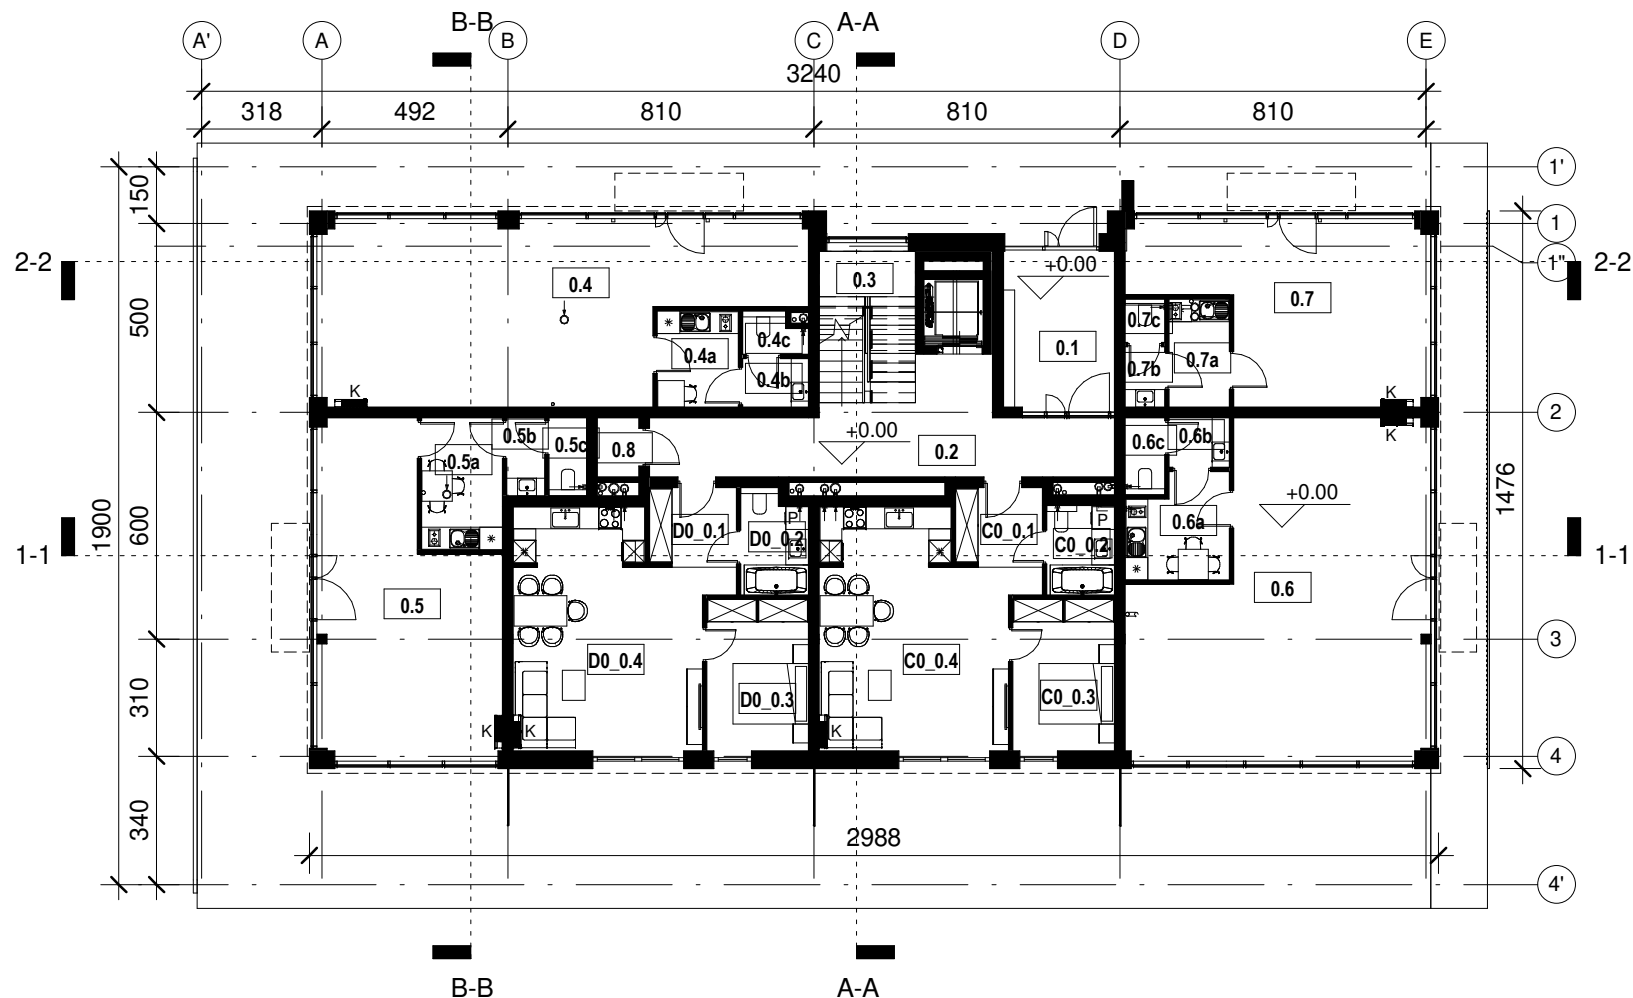 B-B A-A
A' A B C D E
3240
318 492 810 810 810
1'
150
1
2-2 +0.00 1" 2-2
0.4 0.3 0.7
500
0.7c
0.4c
0.4a 0.1 0.7a
0.7b
0.4b
K K
2
K
+0.00
0.5b 0.6b
0.5c 0.8 0.2 0.6c
0.5a
1476
+0.00
1900 600
P P
D0_0.1 D0_0.2 C0_0.1 C0_0.2 0.6a
1-1 1-1
0.5 0.6
3
D0_0.4 C0_0.4
310
D0_0.3 C0_0.3
K K K
4
340
2988
4'
B-B A-A